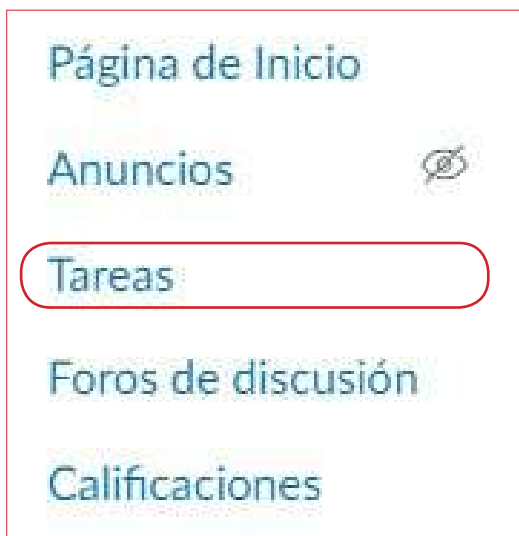 Página de Inicio
Anuncios
Tareas
Foros de discusión
Calificaciones